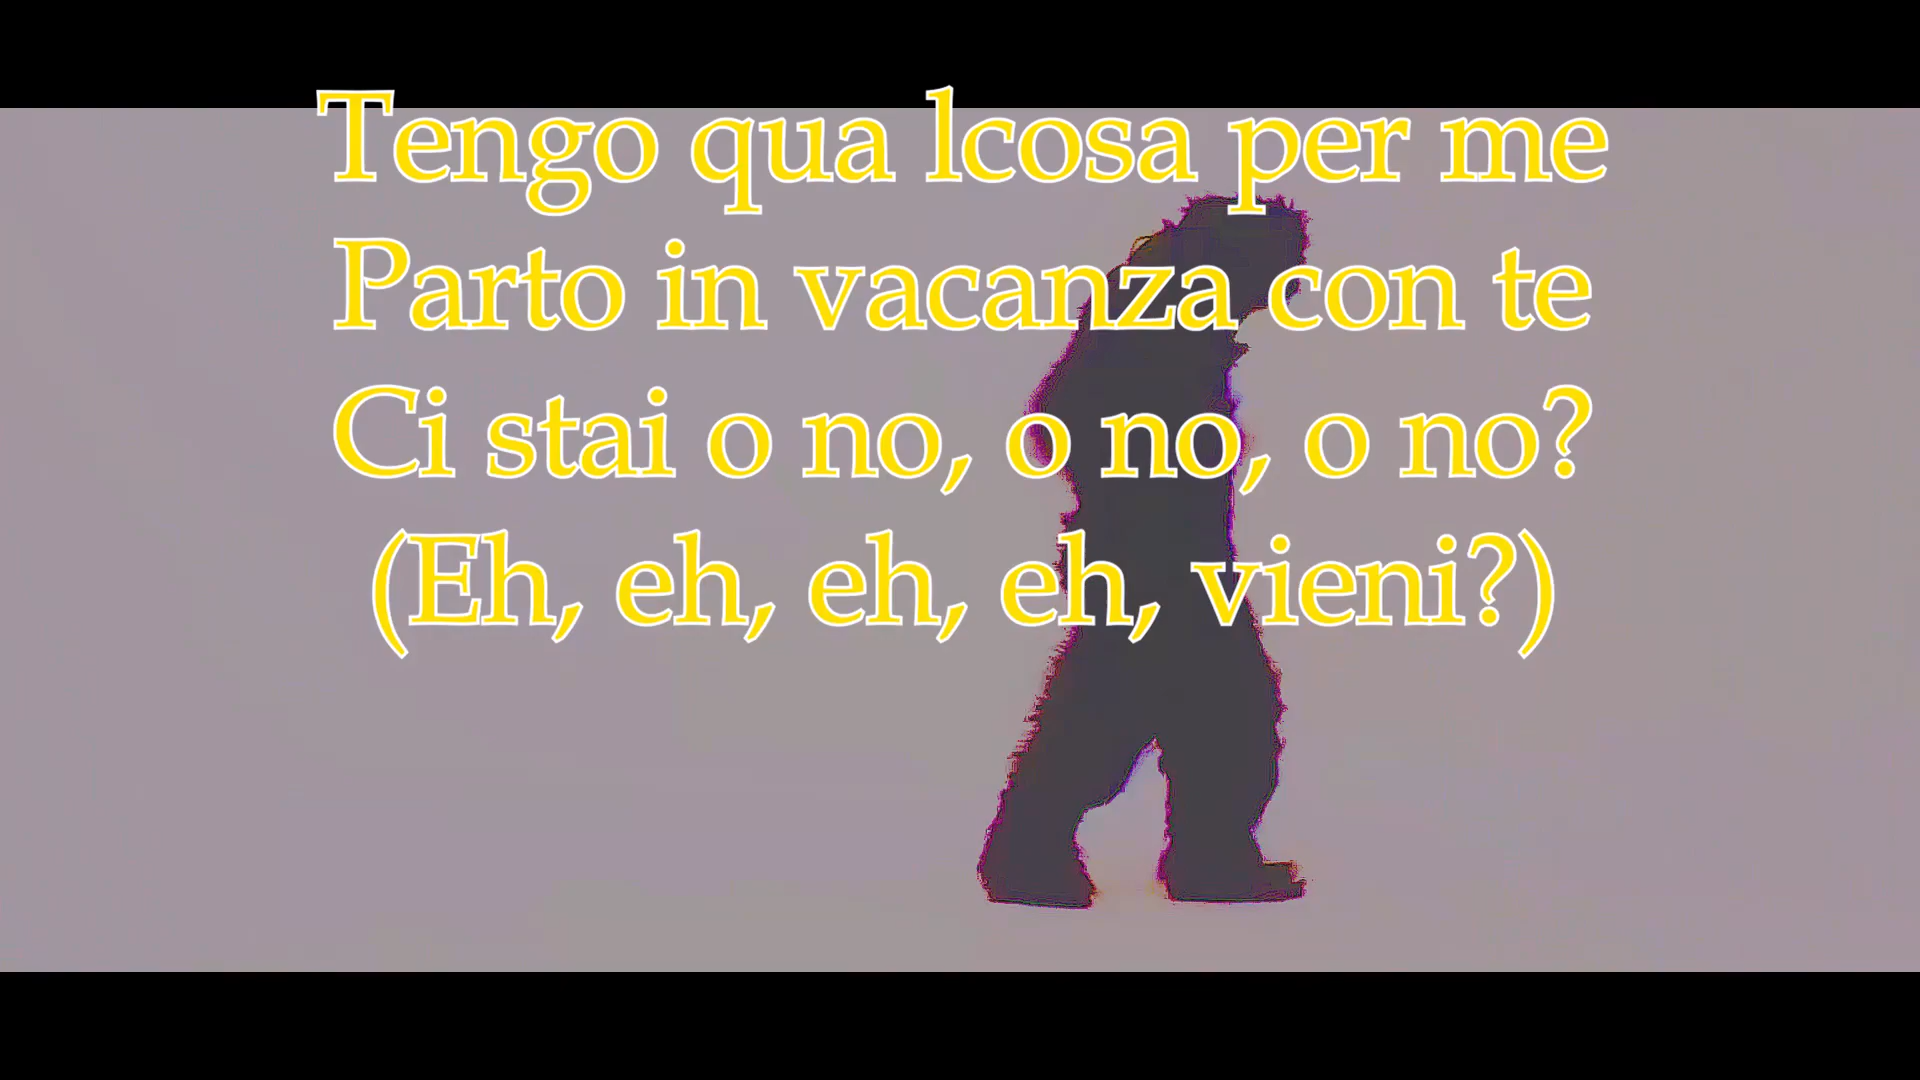 Tengo qua lcosa per me
Parto in vacanza con te
Ci stai o no, o no, o no?
(Eh, eh, eh, eh, vieni?)